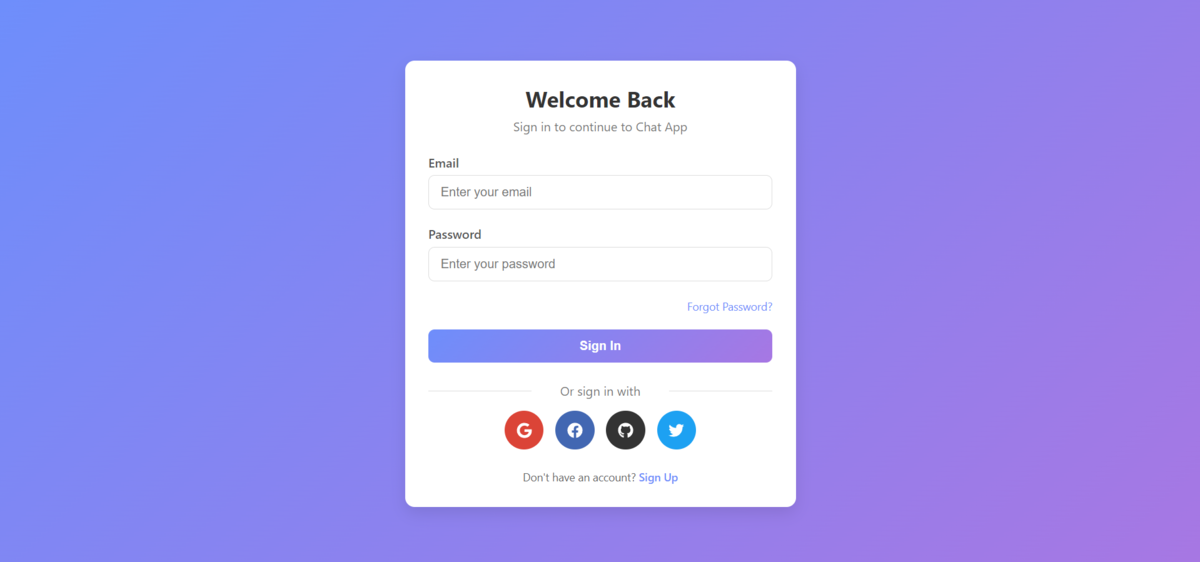 Welcome Back
Sign in to continue to Chat App
Email
Enter your email
Password
Enter your password
Forgot Password?
Sign In
Or sign in with
Don't have an account? Sign Up